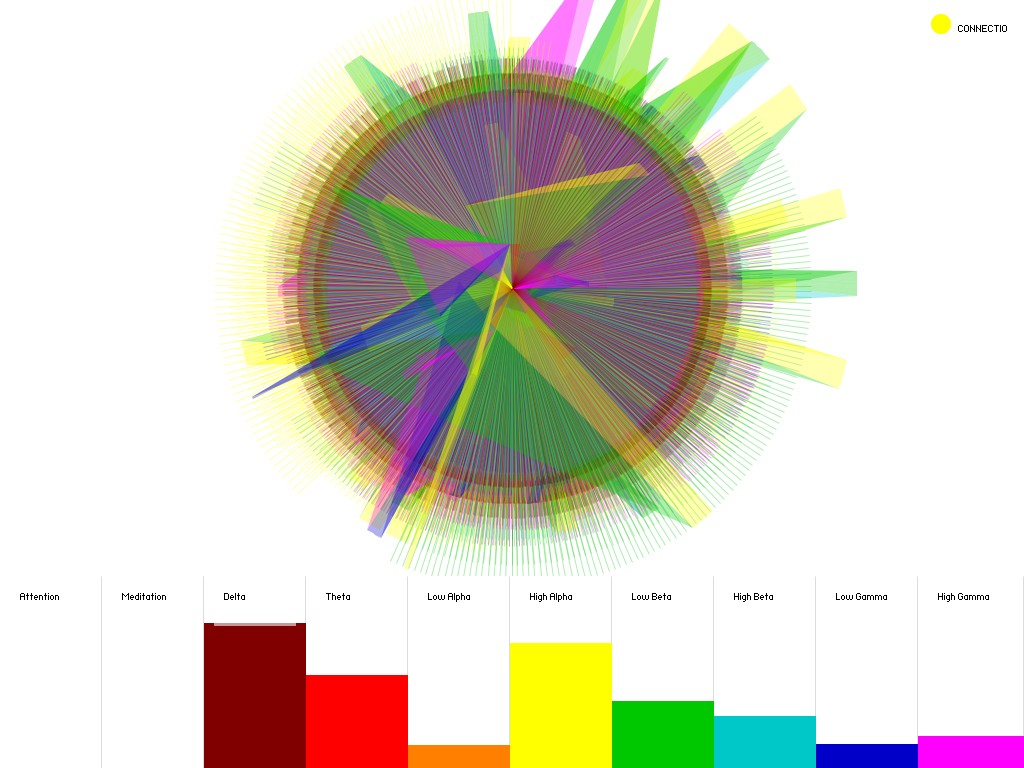 CONNECTIO
Attention
Meditation
Delta
Theta
Low Alpha
High Alpha
Low Beta
High Beta
Low Gamma
High Gamma